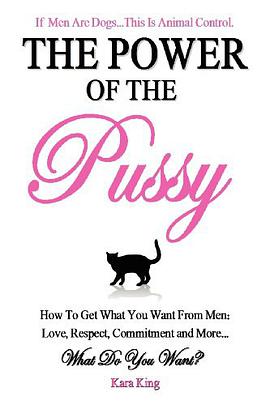 If Men Are Dogs...This Is Animal Control.
THE POWER
OF THE
Pussy
How To Get What You Want From Men:
Love, Respect, Commitment and More...
What Do You Want?
Kara King